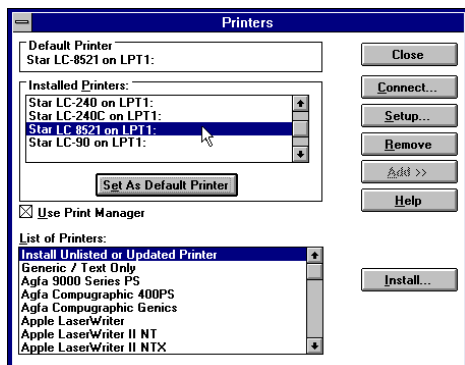 Printers
Default Printer
Star LC-8521 on LPT1:
Installed Printers:
Star LC-240 on LPT1:
Star LC-240C on LPT1:
Star LC 8521 on LPT1:
Star LC-90 on LPT1:
Set As Default Printer
Use Print Manager
List of Printers:
Install Unlisted or Updated Printer
Generic / Text Only
Agfa 9000 Series PS
Agfa Compugraphic 400PS
Agfa Compugraphic Genics
Apple LaserWriter
Apple LaserWriter II NT
Apple LaserWriter II NTX
Close
Connect...
Setup...
Remove
Add >>
Help
Install...